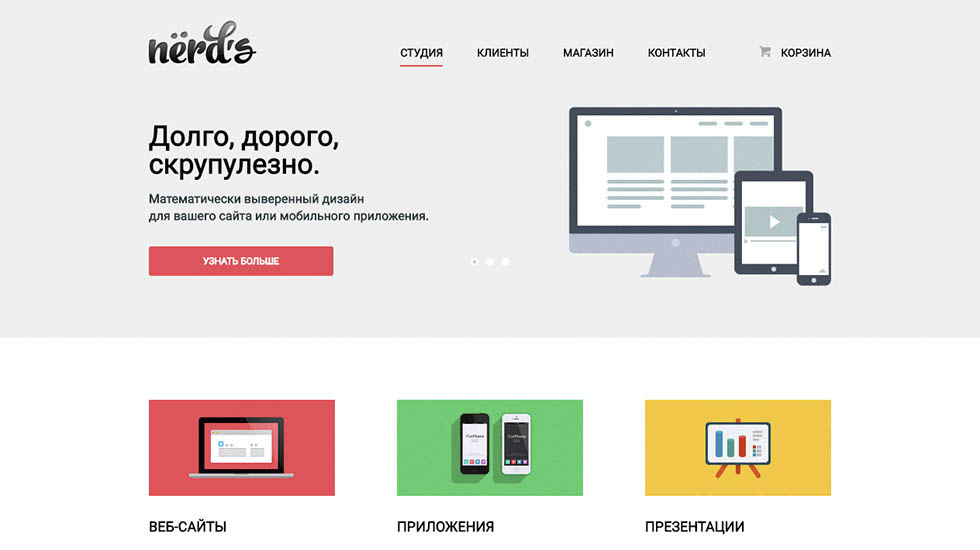 nërd's
СТУДИЯ КЛИЕНТЫ МАГАЗИН КОНТАКТЫ КОРЗИНА
Долго, дорого,
скрупулезно.
Математически выверенный дизайн
для вашего сайта или мобильного приложения.
УЗНАТЬ БОЛЬШЕ
ВЕБ-САЙТЫ ПРИЛОЖЕНИЯ ПРЕЗЕНТАЦИИ